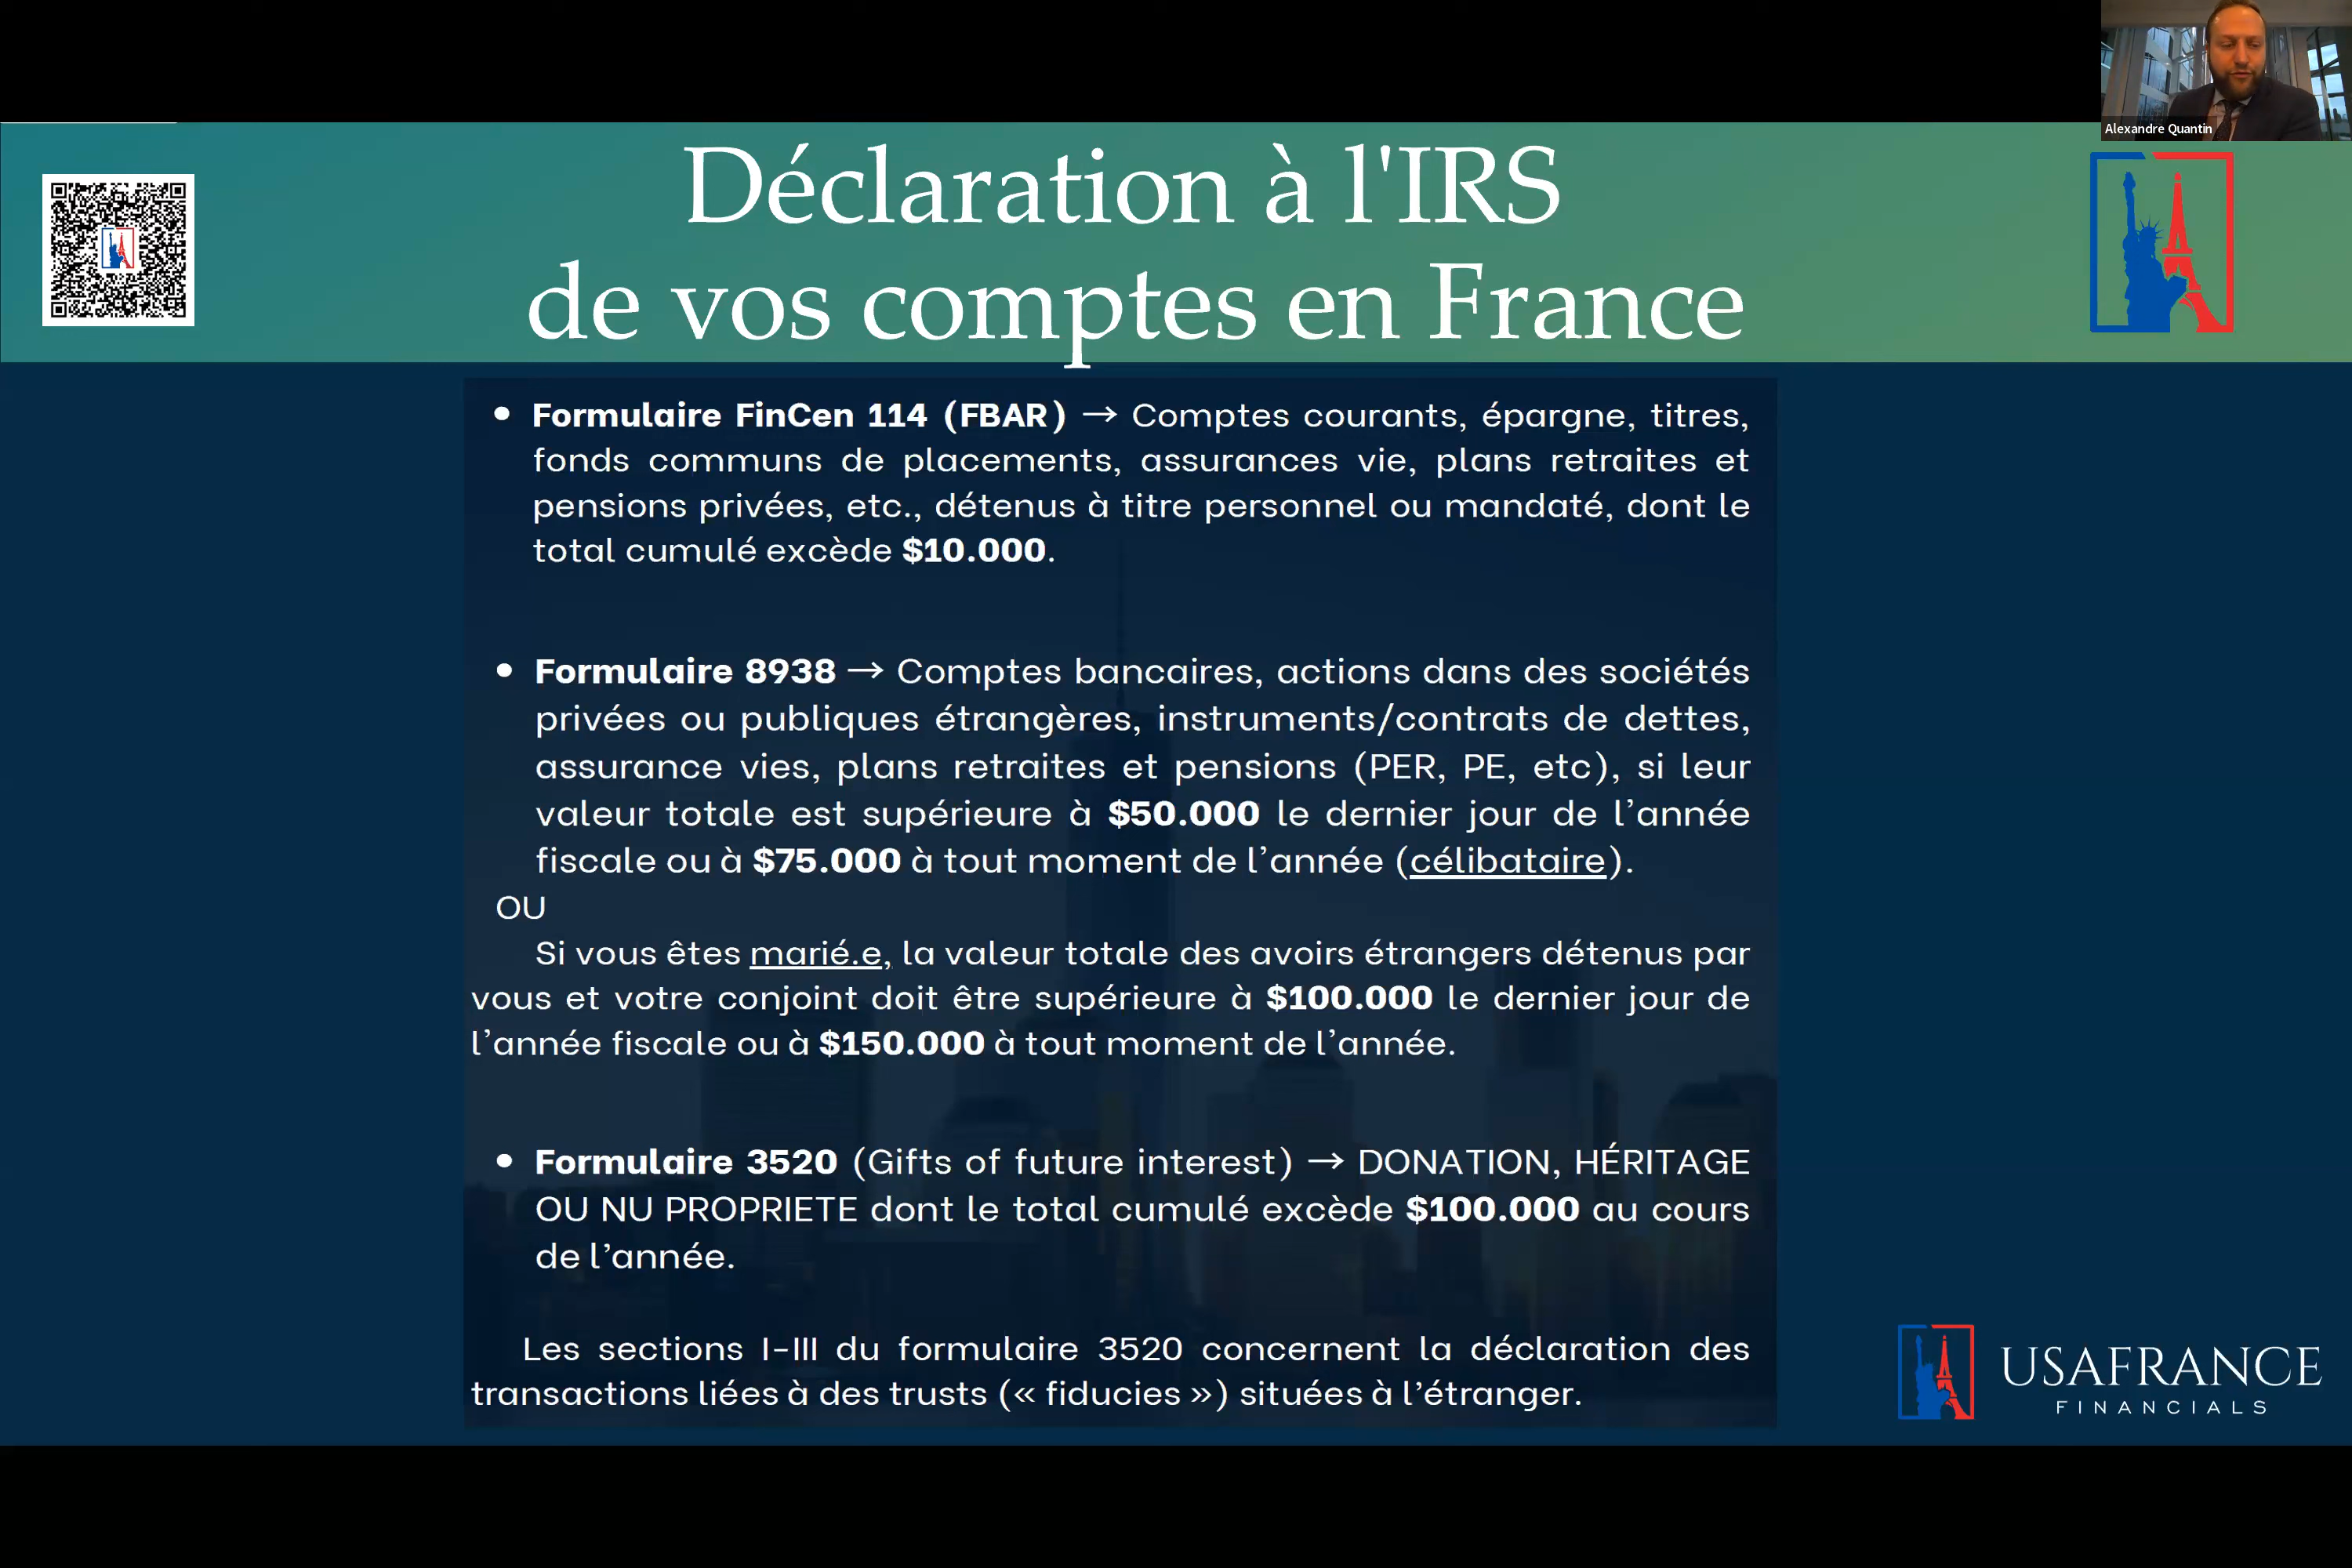 Alexandre Quantin
Déclaration à l'IRS
de vos comptes en France
• Formulaire FinCen 114 (FBAR) → Comptes courants, épargne, titres,
fonds communs de placements, assurances vie, plans retraites et
pensions privées, etc., détenus à titre personnel ou mandaté, dont le
total cumulé excède $10.000.
• Formulaire 8938 → Comptes bancaires, actions dans des sociétés
privées ou publiques étrangères, instruments/contrats de dettes,
assurance vies, plans retraites et pensions (PER, PE, etc), si leur
valeur totale est supérieure à $50.000 le dernier jour de l’année
fiscale ou à $75.000 à tout moment de l’année (célibataire).
OU
Si vous êtes marié.e, la valeur totale des avoirs étrangers détenus par
vous et votre conjoint doit être supérieure à $100.000 le dernier jour de
l’année fiscale ou à $150.000 à tout moment de l’année.
• Formulaire 3520 (Gifts of future interest) → DONATION, HÉRITAGE
OU NU PROPRIETE dont le total cumulé excède $100.000 au cours
de l’année.
Les sections I-III du formulaire 3520 concernent la déclaration des
transactions liées à des trusts (« fiducies ») situées à l’étranger.
USAFRANCE
FINANCIALS